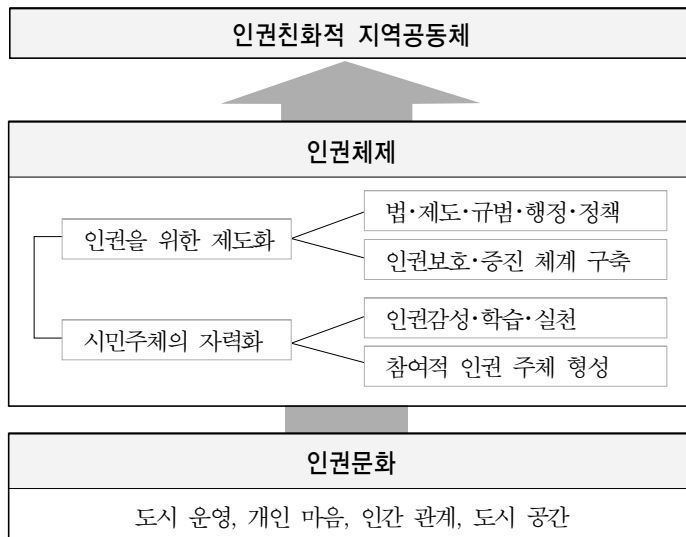 인권친화적 지역공동체
인권체제
인권을 위한 제도화
법·제도·규범·행정·정책
인권보호·증진 체계 구축
시민주체의 자력화
인권감성·학습·실천
참여적 인권 주체 형성
인권문화
도시 운영, 개인 마음, 인간 관계, 도시 공간